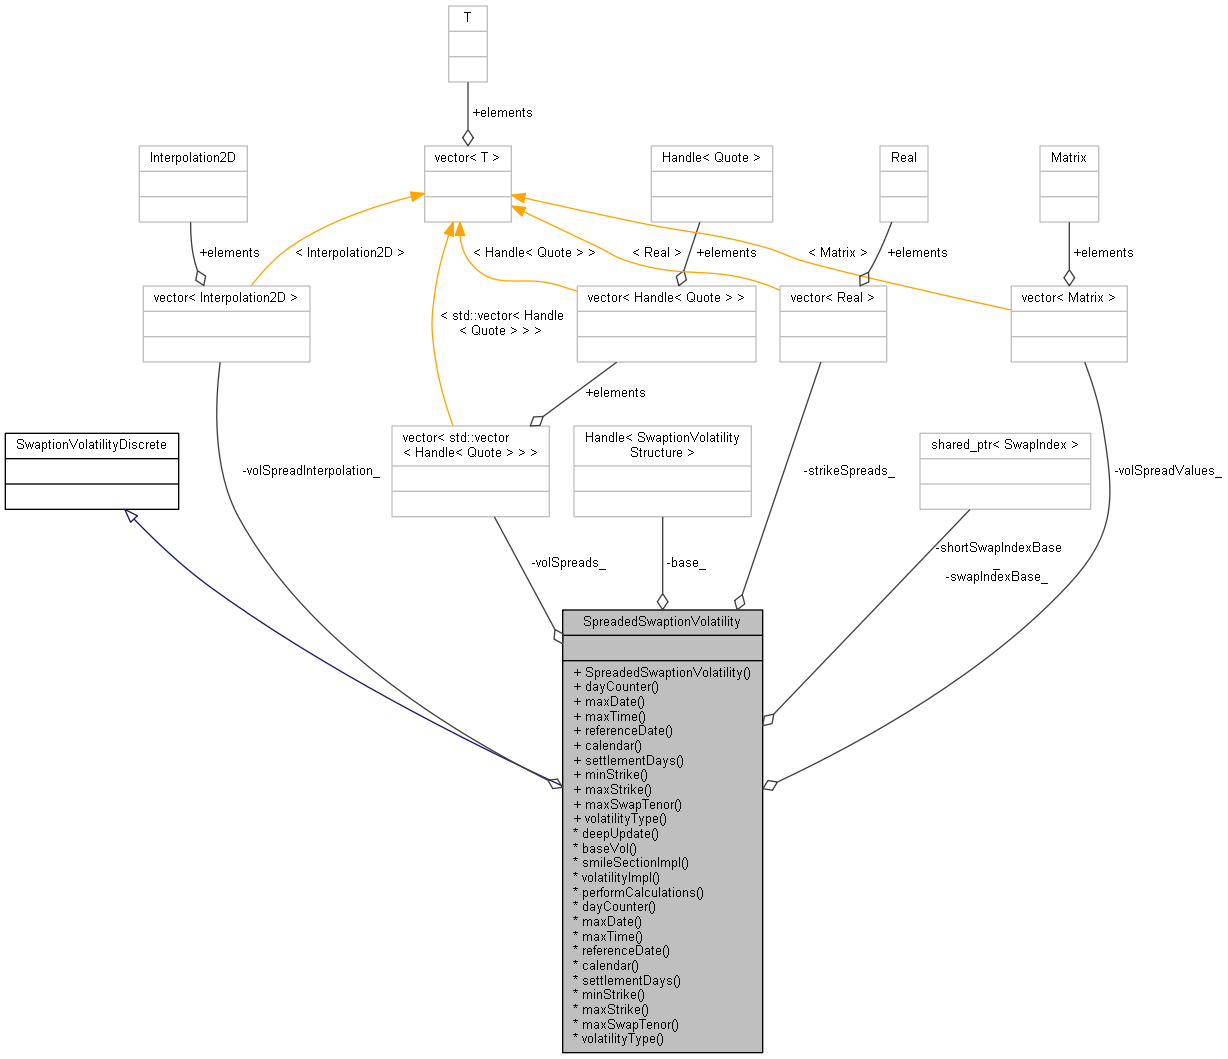 T
+elements
Interpolation2D
vector< T >
Handle< Quote >
Real
Matrix
+elements
< Interpolation2D >
< Handle< Quote > >
+elements
< Real >
+elements
< Matrix >
+elements
vector< Interpolation2D >
vector< Handle< Quote > >
vector< Real >
vector< Matrix >
< std::vector< Handle
< Quote > > >
+elements
SwaptionVolatilityDiscrete
vector< std::vector
< Handle< Quote > > >
Handle< SwaptionVolatility
Structure >
shared_ptr< SwapIndex >
-volSpreadInterpolation_
-strikeSpreads_
-volSpreadValues_
-volSpreads_
-base_
-shortSwapIndexBase
_
-swapIndexBase_
SpreadedSwaptionVolatility
+ SpreadedSwaptionVolatility()
+ dayCounter()
+ maxDate()
+ maxTime()
+ referenceDate()
+ calendar()
+ settlementDays()
+ minStrike()
+ maxStrike()
+ maxSwapTenor()
+ volatilityType()
* deepUpdate()
* baseVol()
* smileSectionImpl()
* volatilityImpl()
* performCalculations()
* dayCounter()
* maxDate()
* maxTime()
* referenceDate()
* calendar()
* settlementDays()
* minStrike()
* maxStrike()
* maxSwapTenor()
* volatilityType()